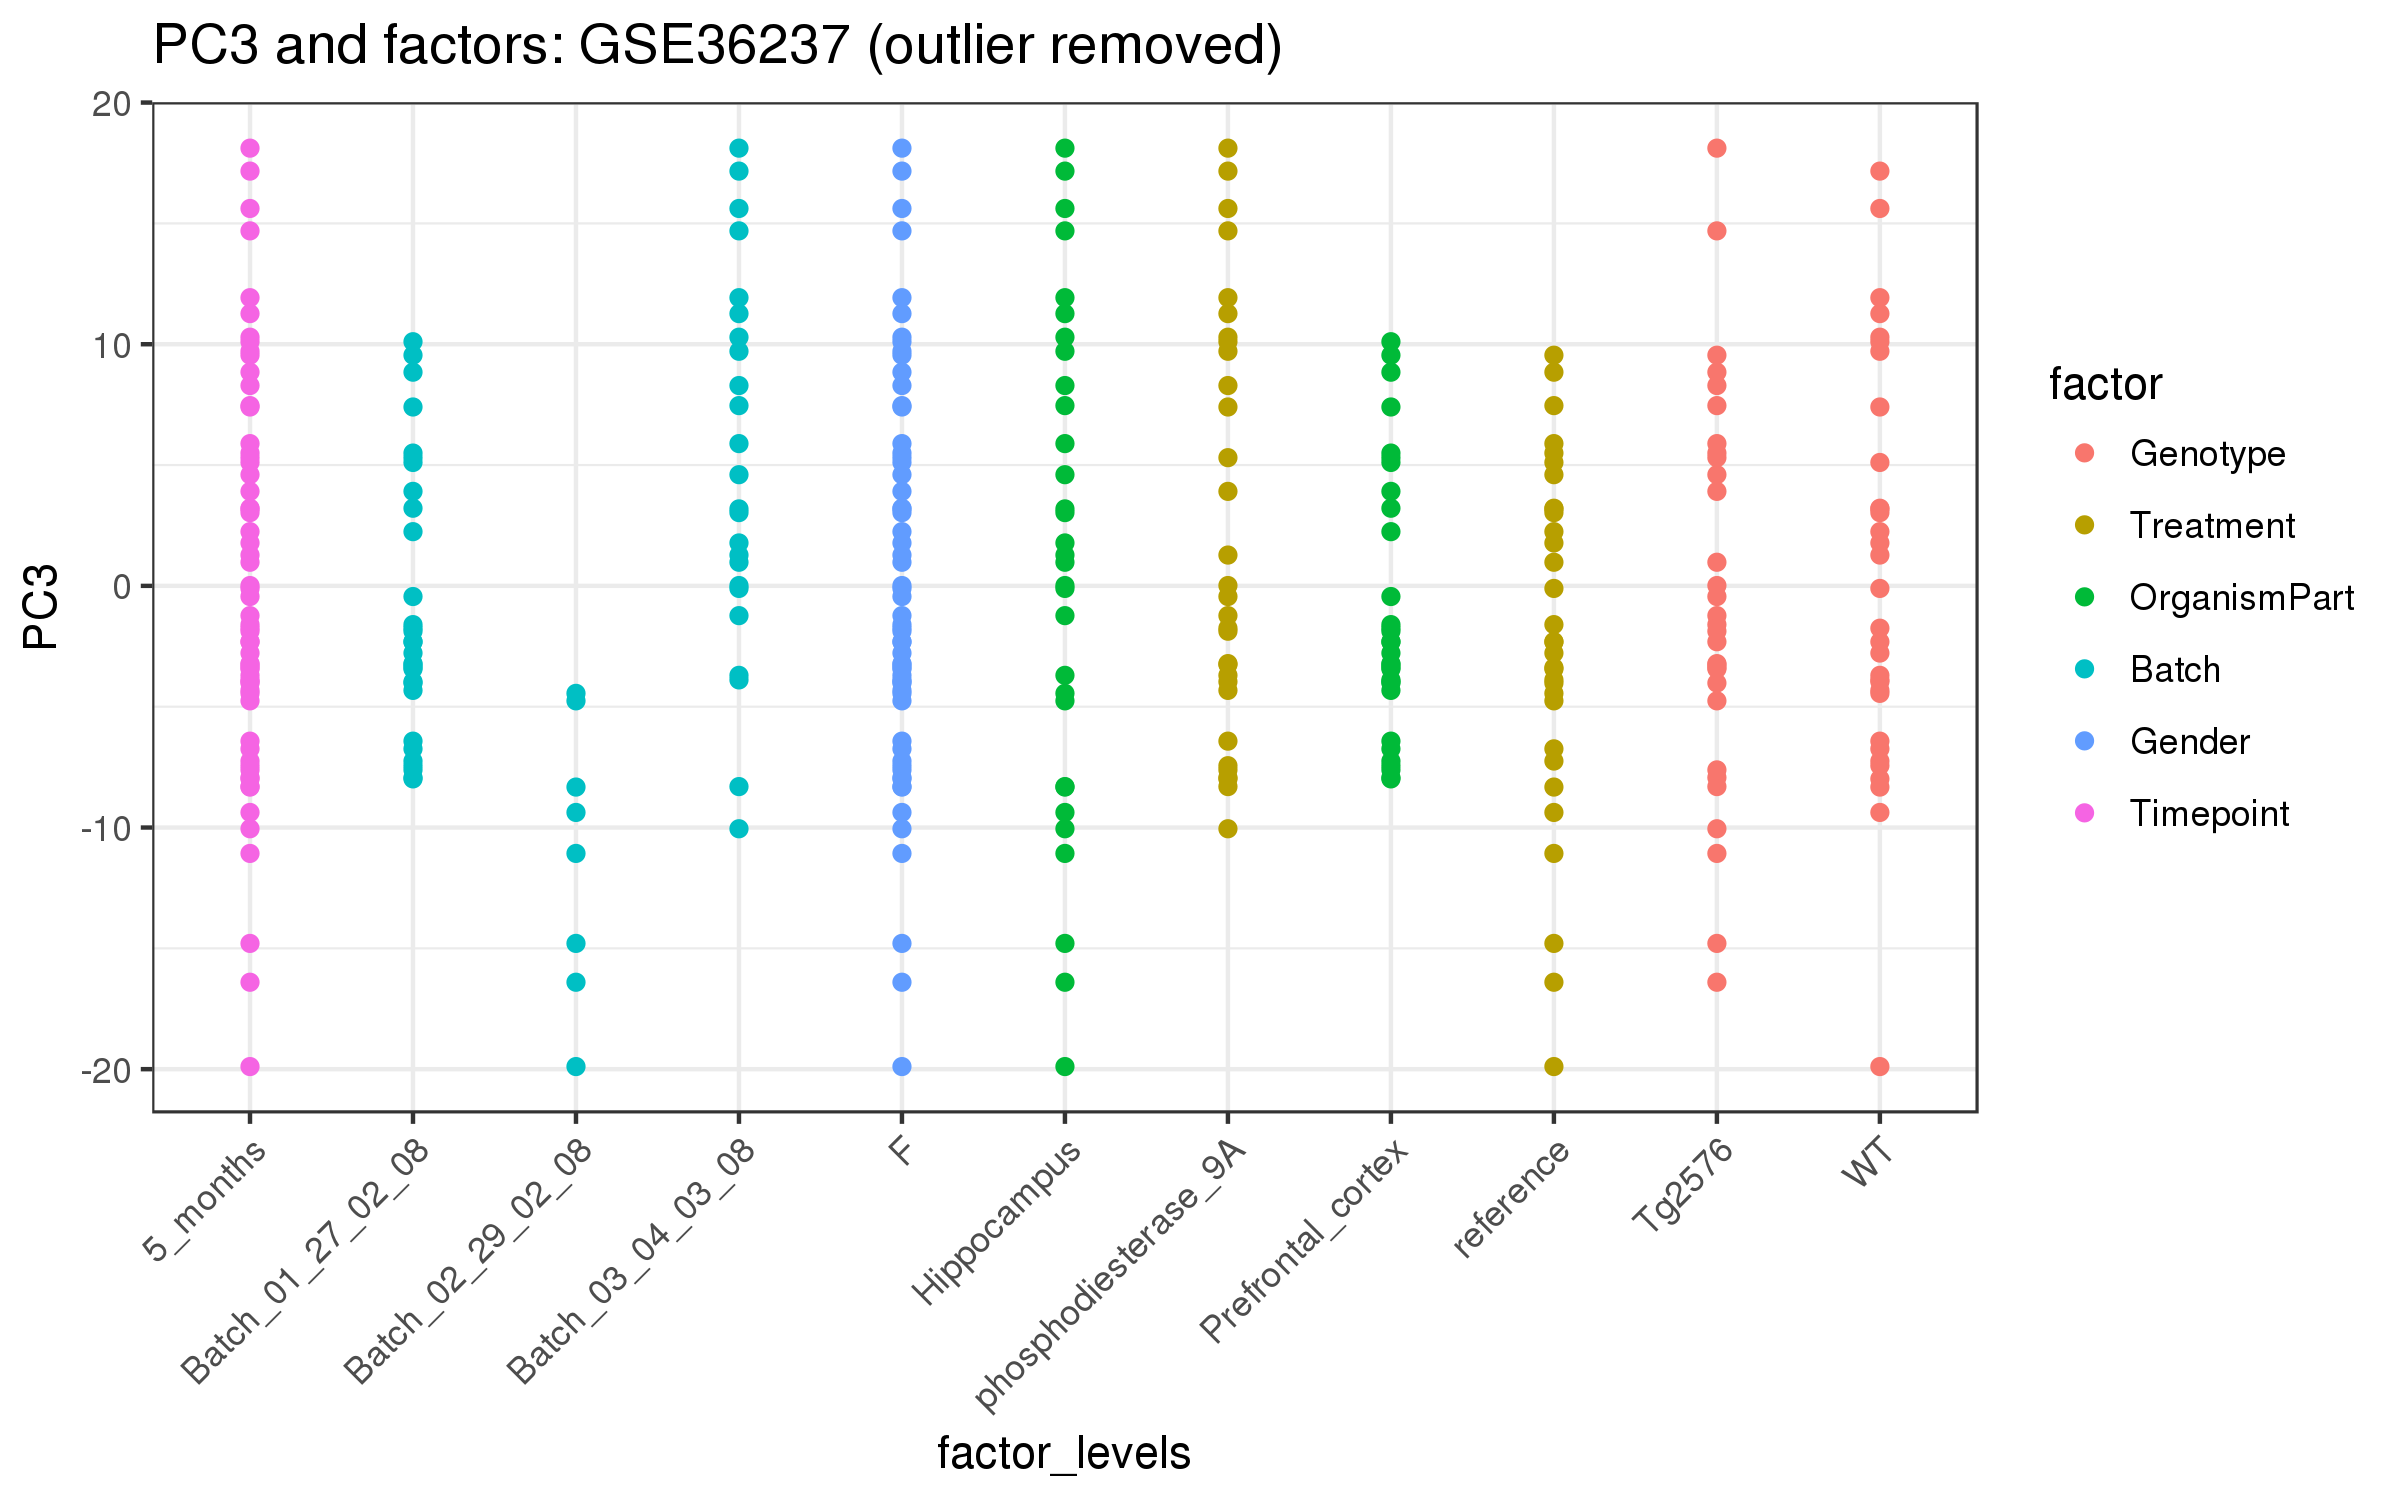 PC3 and factors: GSE36237 (outlier removed)
20
10
0
-10
-20
PC3
5_months
Batch_01_27_02_08
Batch_02_29_02_08
Batch_03_04_03_08
F
Hippocampus
phosphodiesterase_9A
Prefrontal_cortex
reference
Tg2576
WT
factor_levels
factor
Genotype
Treatment
OrganismPart
Batch
Gender
Timepoint